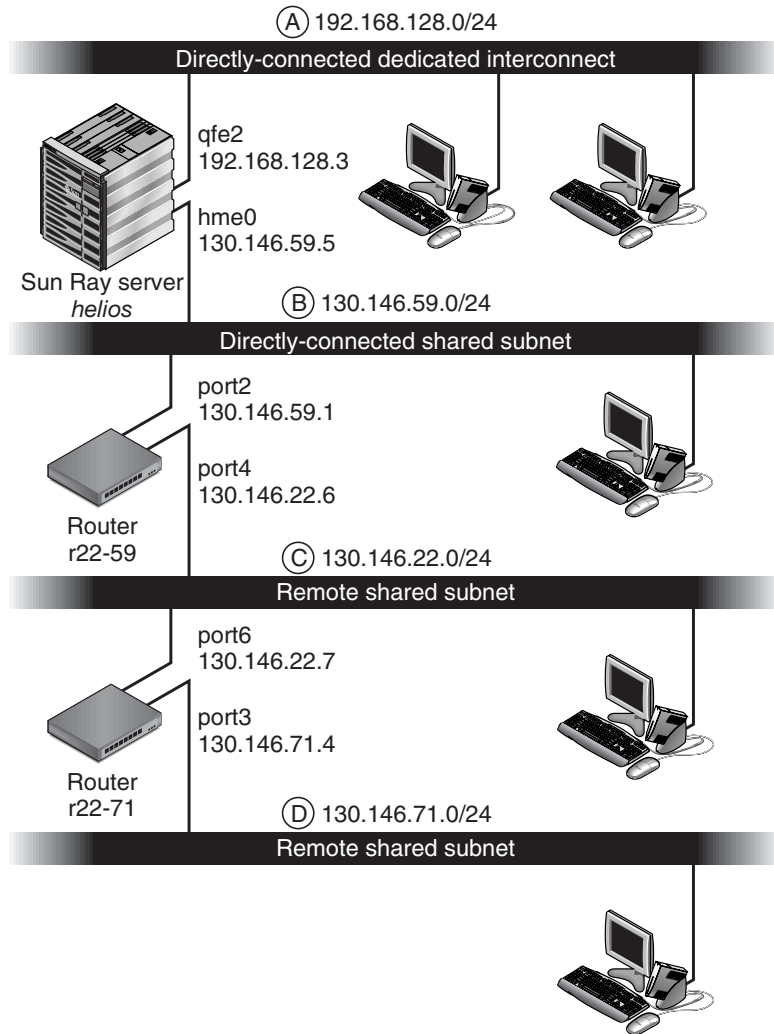 A 192.168.128.0/24
Directly-connected dedicated interconnect
qfe2
192.168.128.3
hme0
130.146.59.5
Sun Ray server
helios
B 130.146.59.0/24
Directly-connected shared subnet
port2
130.146.59.1
port4
130.146.22.6
Router
r22-59
C 130.146.22.0/24
Remote shared subnet
port6
130.146.22.7
port3
130.146.71.4
Router
r22-71
D 130.146.71.0/24
Remote shared subnet